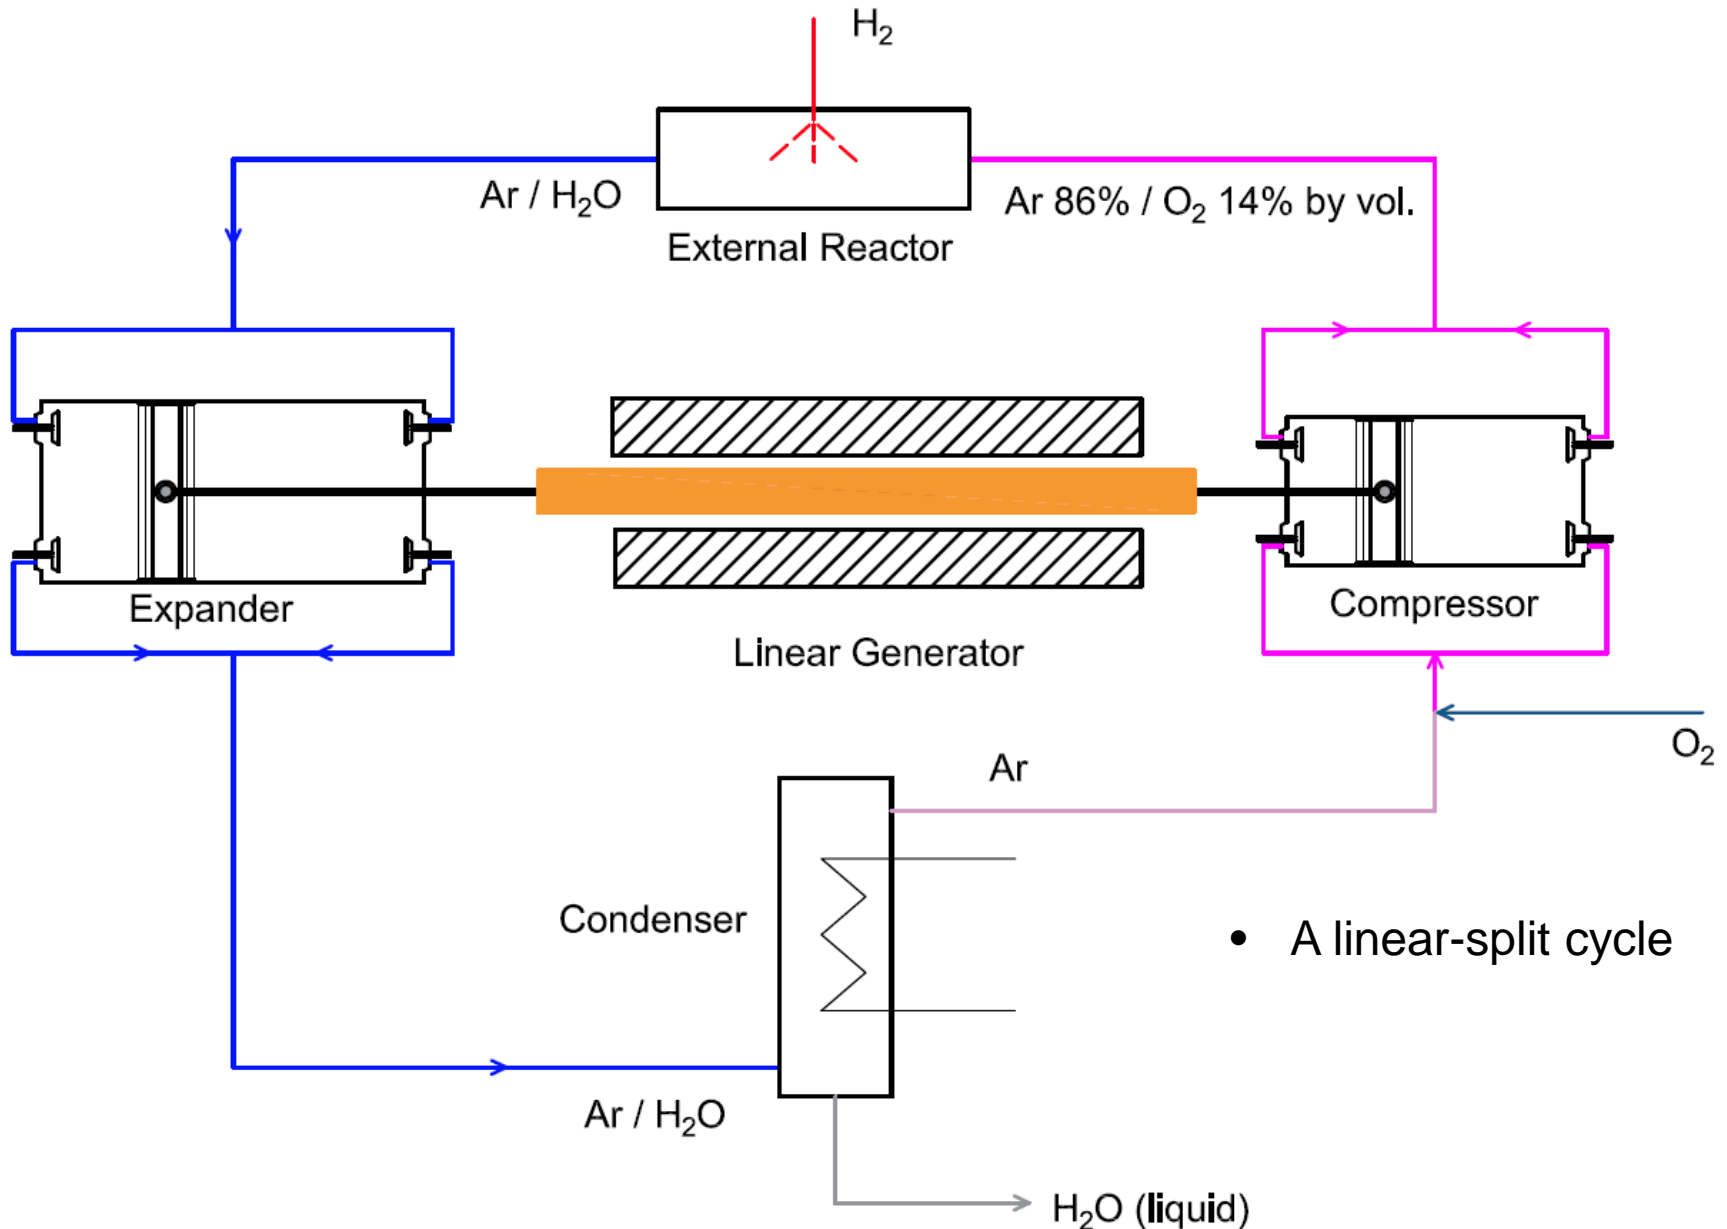 H₂
Ar / H₂O
Ar 86% / O₂ 14% by vol.
External Reactor
Expander
Compressor
Linear Generator
O₂
Ar
Condenser
• A linear-split cycle
Ar / H₂O
H₂O (liquid)